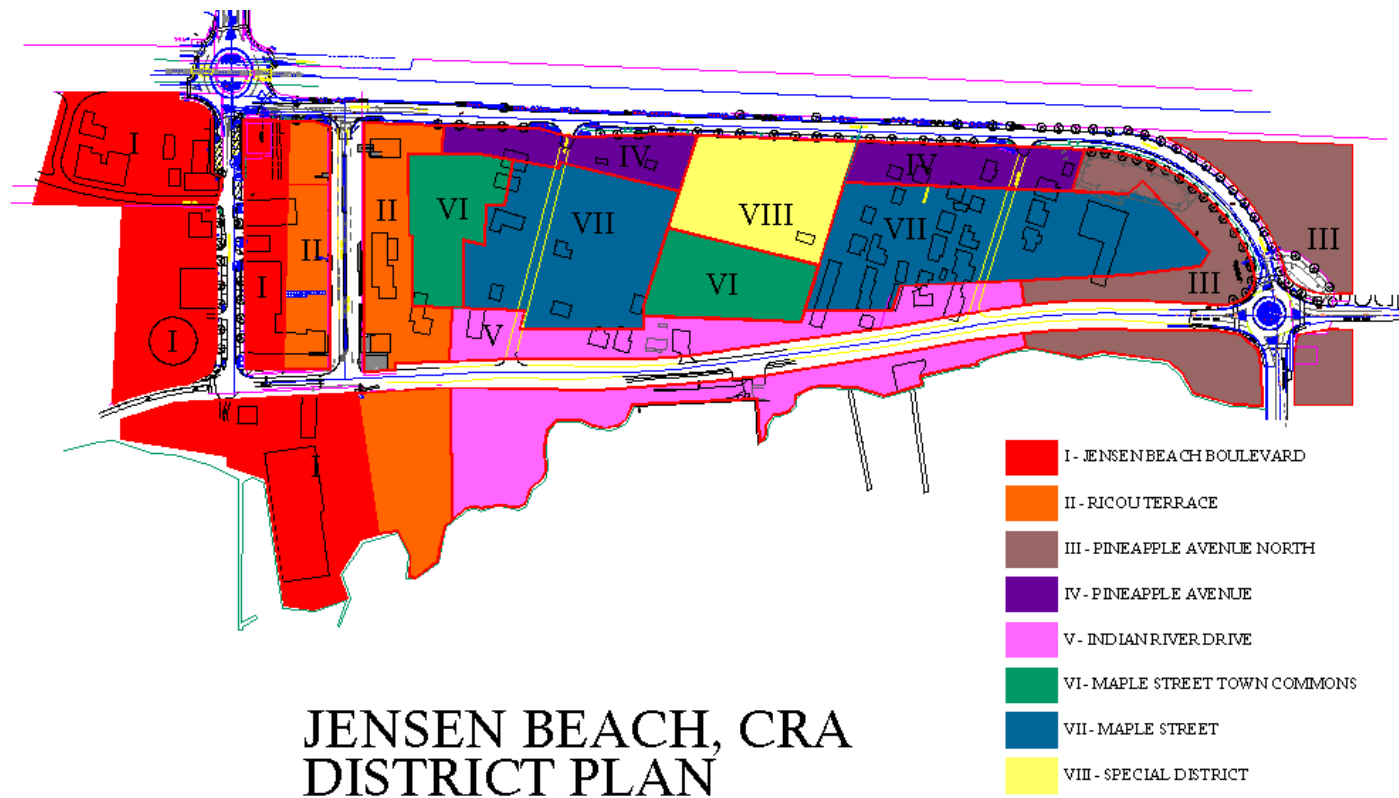 I
IV
IV
II
VI
VIII
VII
VII
II
III
I
VI
III
I
V
I
I - JENSEN BEACH BOULEVARD
II - RICOU TERRACE
III - PINEAPPLE AVENUE NORTH
IV - PINEAPPLE AVENUE
V - INDIAN RIVER DRIVE
VI - MAPLE STREET TOWN COMMONS
VII - MAPLE STREET
VIII - SPECIAL DISTRICT
JENSEN BEACH, CRA
DISTRICT PLAN